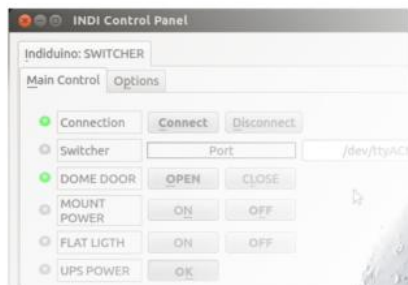 INDI Control Panel
Indiduino: SWITCHER
Main Control Options
Connection Connect Disconnect
Switcher Port /dev/ttyACM
DOME DOOR OPEN CLOSE
MOUNT
POWER ON OFF
FLAT LIGTH ON OFF
UPS POWER OK